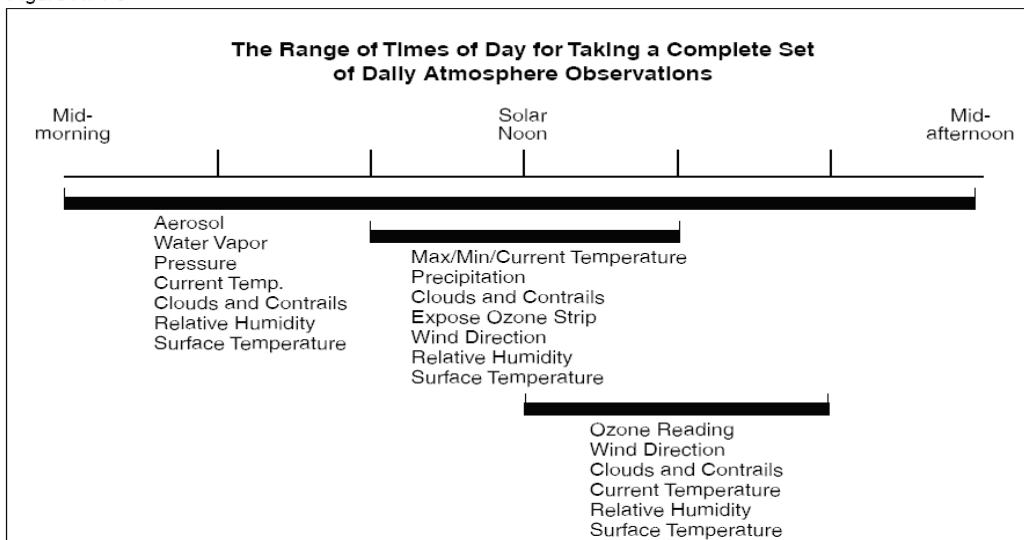 The Range of Times of Day for Taking a Complete Set
of Daily Atmosphere Observations
Mid-
morning
Solar
Noon
Mid-
afternoon
Aerosol
Water Vapor
Pressure
Current Temp.
Clouds and Contrails
Relative Humidity
Surface Temperature
Max/Min/Current Temperature
Precipitation
Clouds and Contrails
Expose Ozone Strip
Wind Direction
Relative Humidity
Surface Temperature
Ozone Reading
Wind Direction
Clouds and Contrails
Current Temperature
Relative Humidity
Surface Temperature